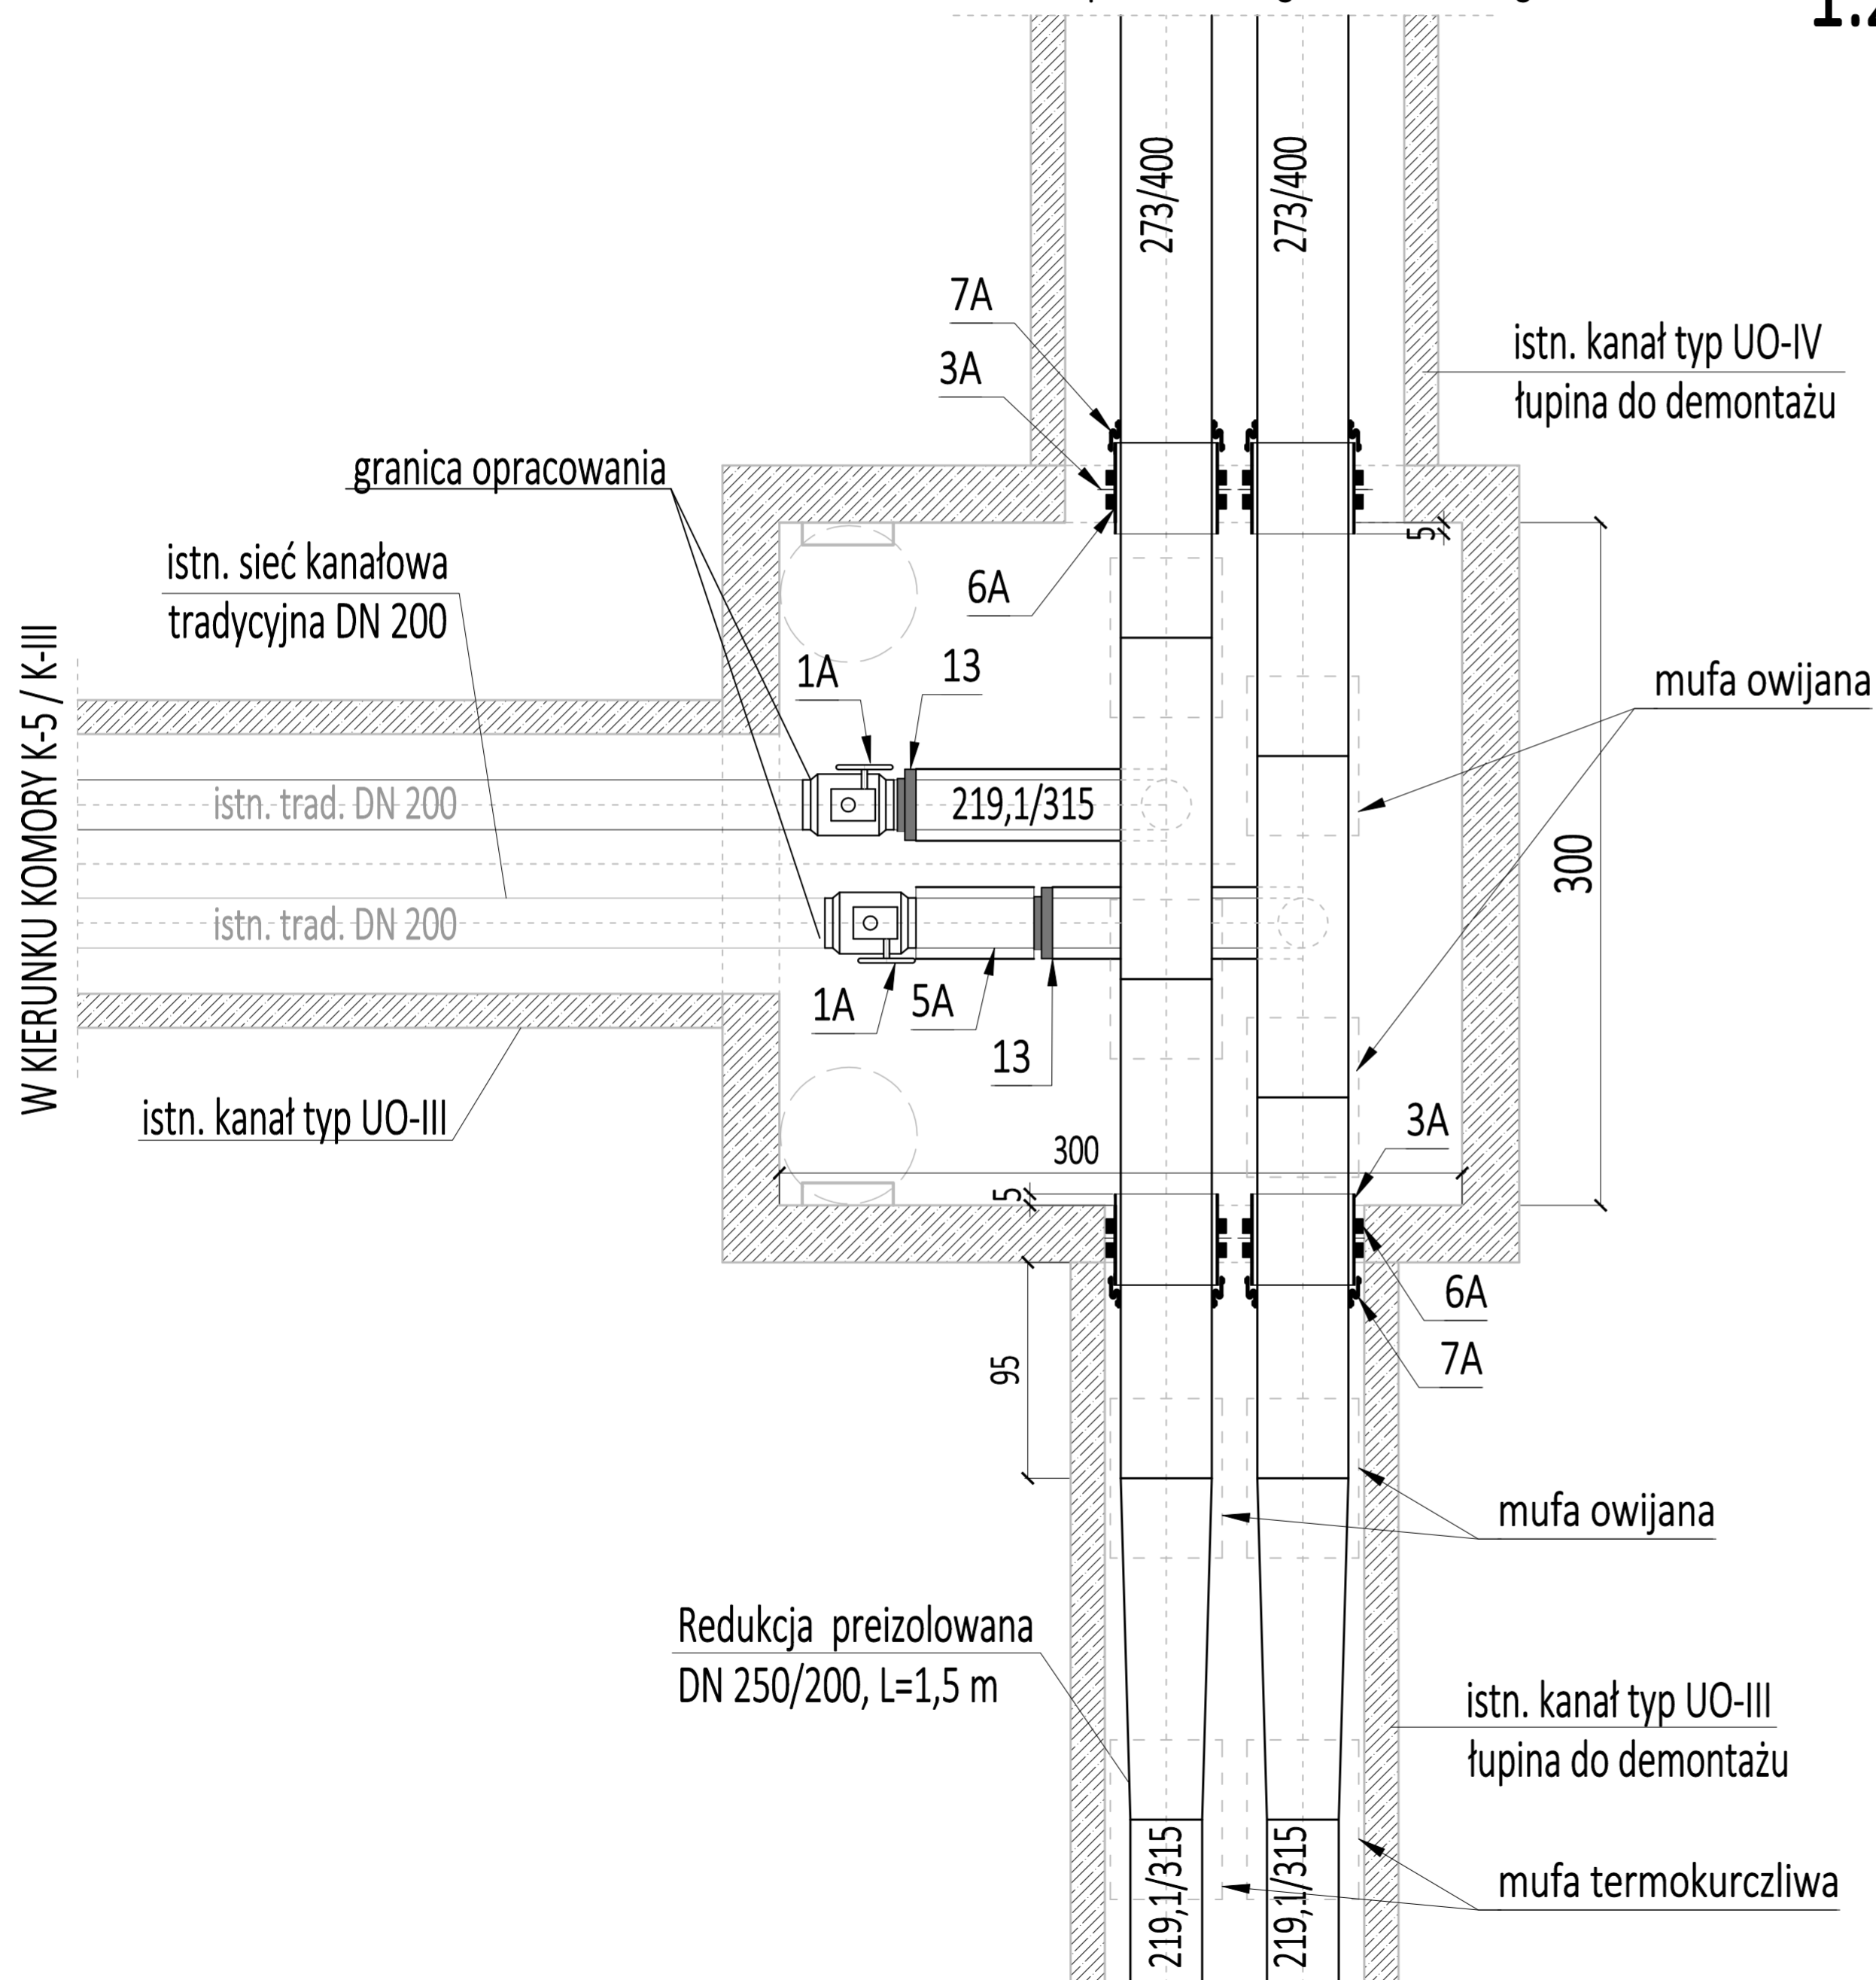 273/400
273/400
7A
3A
istn. kanał typ UO-IV
łupina do demontażu
granica opracowania
5
istn. sieć kanałowa
tradycyjna DN 200
6A
W KIERUNKU KOMORY K-5 / K-III
1A
13
mufa owijana
istn. trad. DN 200
219,1/315
300
istn. trad. DN 200
1A
5A
13
istn. kanał typ UO-III
3A
300
5
6A
7A
95
mufa owijana
Redukcja preizolowana
DN 250/200, L=1,5 m
istn. kanał typ UO-III
łupina do demontażu
219,1/315
219,1/315
mufa termokurczliwa